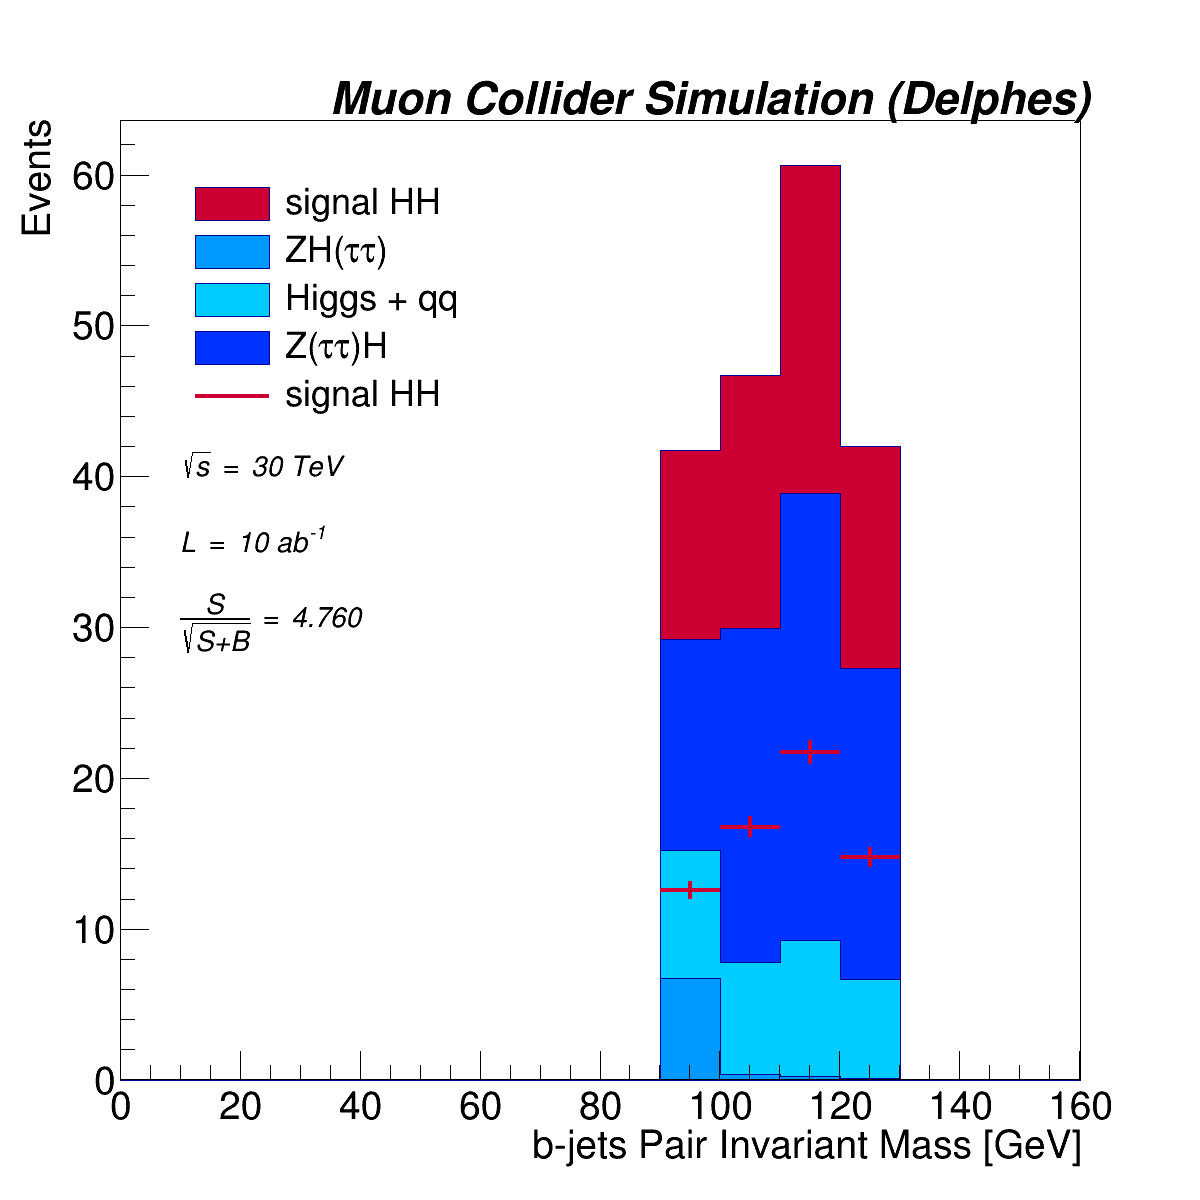 Muon Collider Simulation (Delphes)
Events
60
50
40
30
20
10
0
signal HH
ZH(ττ)
Higgs + qq
Z(ττ)H
signal HH
√s = 30 TeV
L = 10 ab⁻¹
S
√S+B = 4.760
0 20 40 60 80 100 120 140 160
b-jets Pair Invariant Mass [GeV]